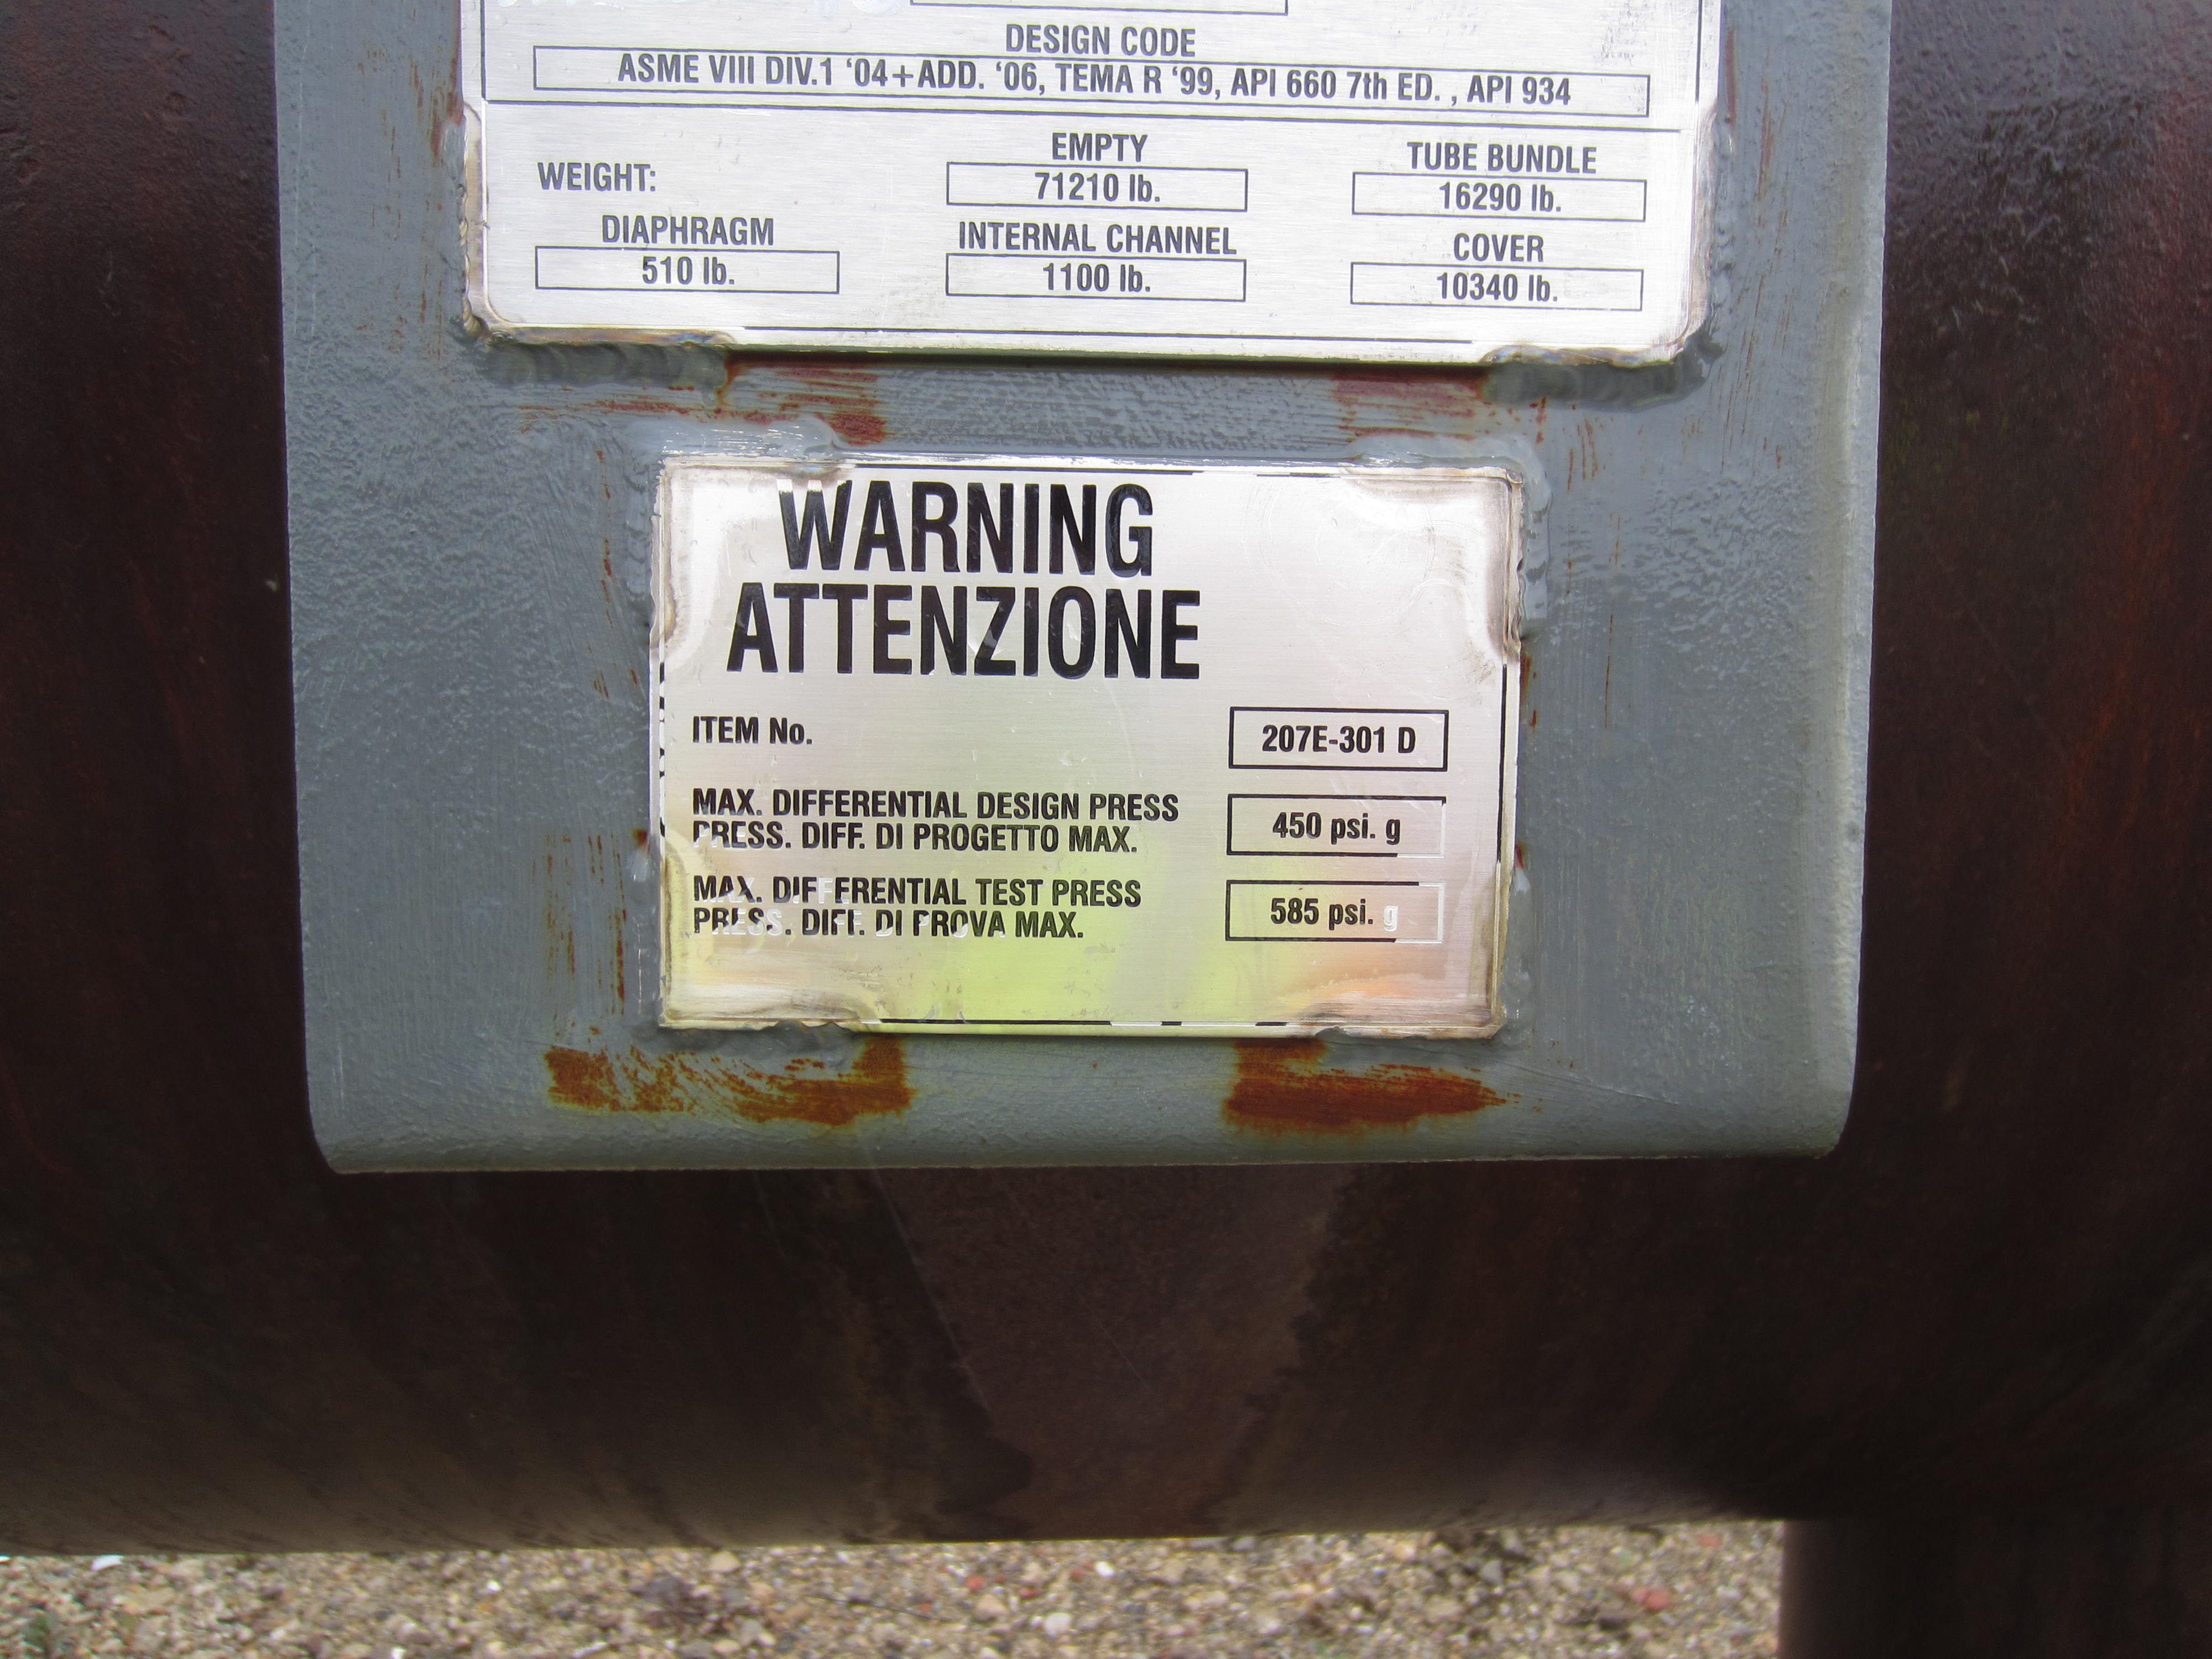 DESIGN CODE
ASME VIII DIV.1 ‘04+ADD. ‘06, TEMA R ‘99, API 660 7th ED. , API 934
WEIGHT:
EMPTY
71210 lb.
TUBE BUNDLE
16290 lb.
DIAPHRAGM
510 lb.
INTERNAL CHANNEL
1100 lb.
COVER
10340 lb.
WARNING
ATTENZIONE
ITEM No. 207E-301 D
MAX. DIFFERENTIAL DESIGN PRESS
PRESS. DIFF. DI PROGETTO MAX.
450 psi. g
MAX. DIFFERENTIAL TEST PRESS
PRESS. DIFF. DI PROVA MAX.
585 psi. g